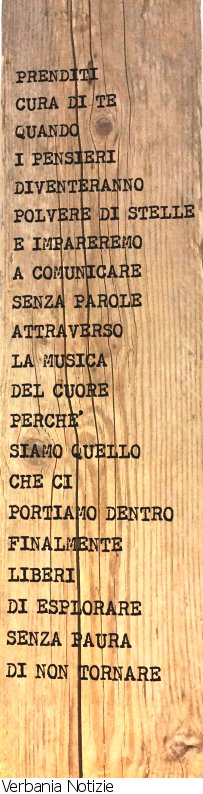 PRENDITI
CURA DI TE
QUANDO
I PENSIERI
DIVENTERANNO
POLVERE DI STELLE
E IMPAREREMO
A COMUNICARE
SENZA PAROLE
ATTRAVERSO
LA MUSICA
DEL CUORE
PERCHE'
SIAMO QUELLO
CHE CI
PORTIAMO DENTRO
FINALMENTE
LIBERI
DI ESPLORARE
SENZA PAURA
DI NON TORNARE
Verbania Notizie